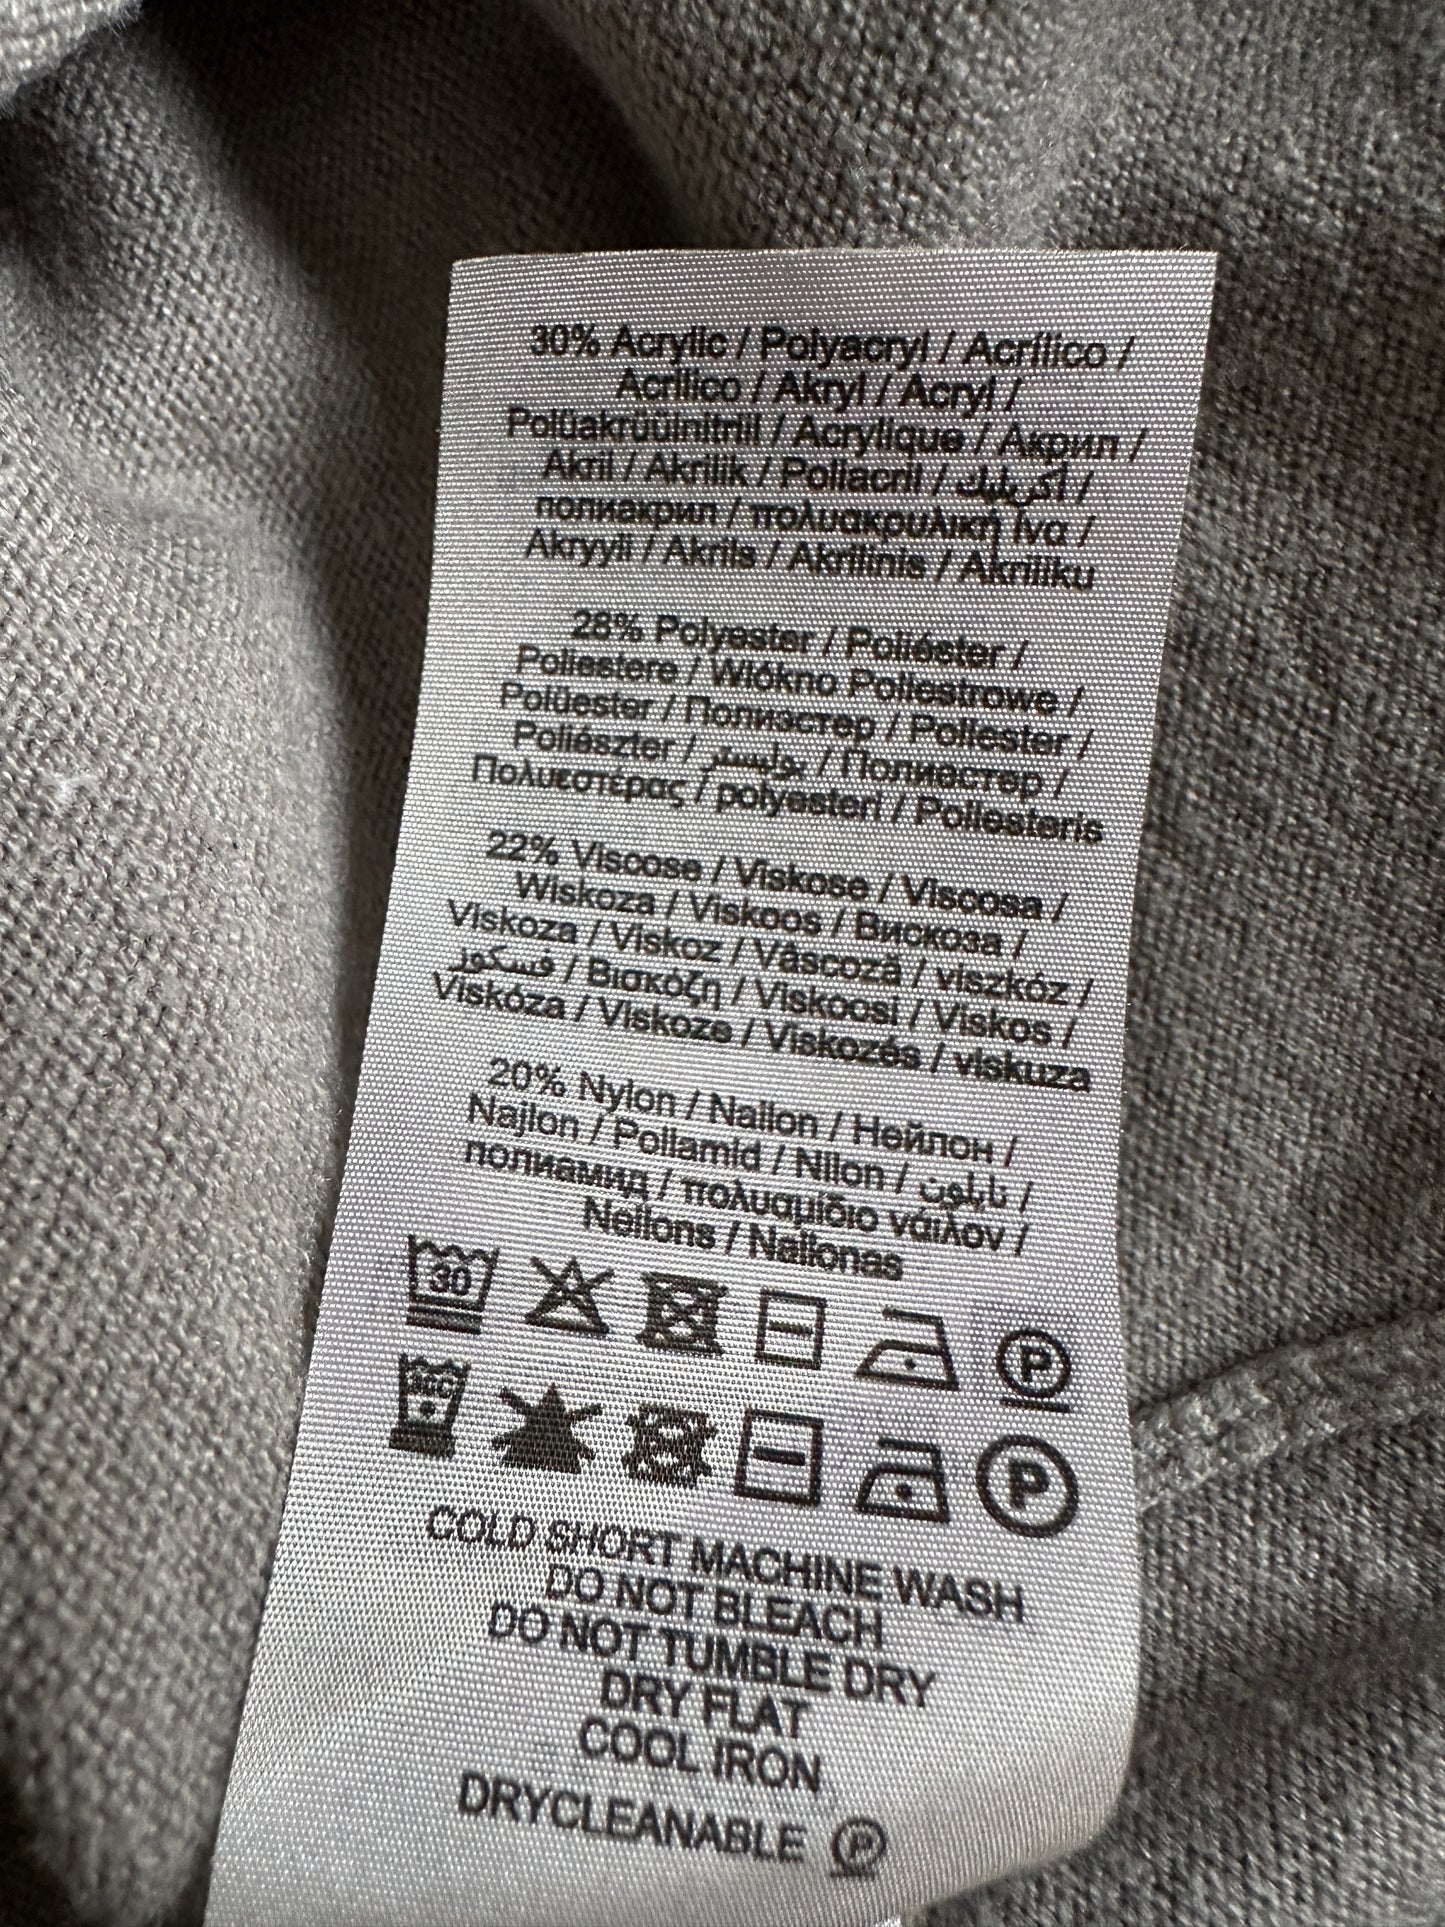 30% Acrylic / Polyacryl / Acrílico /
Acrilico / Akryl / Acryl /
Polüakrüülnitriil / Acrylique / Акрил /
Akril / Akrilik / Poliacril / أكريليك /
полиакрил / πολυακρυλική ίνα /
Akryyli / Akrils / Akrilinis / Akriliku
28% Polyester / Poliéster /
Poliestere / Włókno Poliestrowe /
Polüester / Полиэстер / Poliester /
Poliészter / بوليستر / Полиестер /
Πολυεστέρας / polyesteri / Poliesteris
22% Viscose / Viskose / Viscosa /
Wiskoza / Viskoos / Вискоза /
Viskoza / Viskoz / Vâscoză / viszkóz /
فسكوز / Βισκόζη / Viskoosi / Viskos /
Viskóza / Viskoze / Viskozės / viskuza
20% Nylon / Nailon / Нейлон /
Najlon / Poliamid / Nilon / نايلون /
полиамид / πολυαμίδιο νάιλον /
Neilons / Nailonas
30 P
MC P
COLD SHORT MACHINE WASH
DO NOT BLEACH
DO NOT TUMBLE DRY
DRY FLAT
COOL IRON
DRYCLEANABLE P